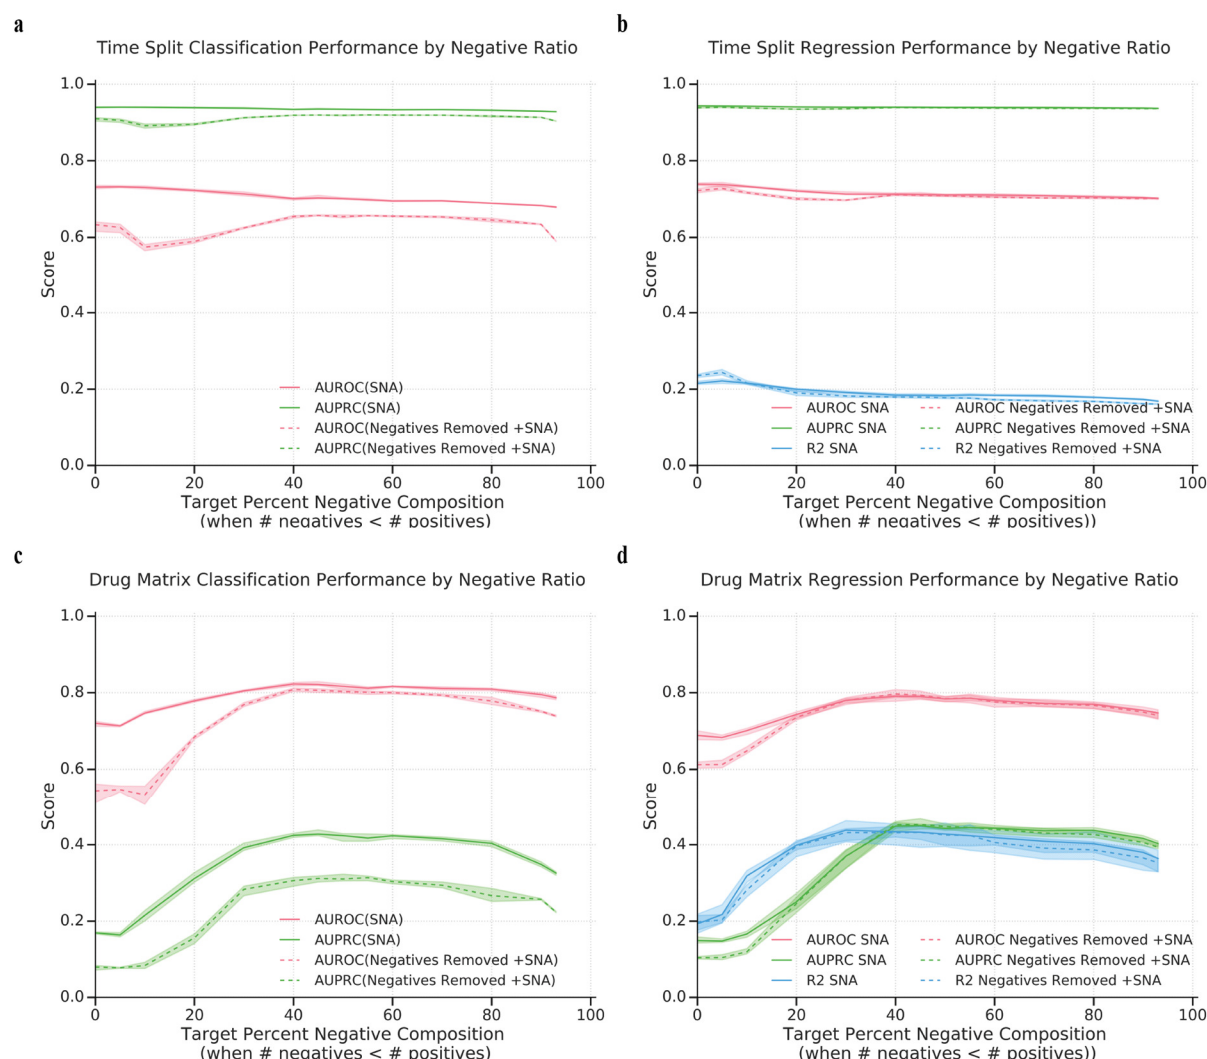 a
Time Split Classification Performance by Negative Ratio
1.0
0.8
0.6
0.4
0.2
0.0
Score
AUROC(SNA)
AUPRC(SNA)
AUROC(Negatives Removed +SNA)
AUPRC(Negatives Removed +SNA)
0 20 40 60 80 100
Target Percent Negative Composition
(when # negatives < # positives)
b
Time Split Regression Performance by Negative Ratio
1.0
0.8
0.6
0.4
0.2
0.0
Score
AUROC SNA AUROC Negatives Removed +SNA
AUPRC SNA AUPRC Negatives Removed +SNA
R2 SNA R2 Negatives Removed +SNA
0 20 40 60 80 100
Target Percent Negative Composition
(when # negatives < # positives))
c
Drug Matrix Classification Performance by Negative Ratio
1.0
0.8
0.6
0.4
0.2
0.0
Score
AUROC(SNA)
AUPRC(SNA)
AUROC(Negatives Removed +SNA)
AUPRC(Negatives Removed +SNA)
0 20 40 60 80 100
Target Percent Negative Composition
(when # negatives < # positives)
d
Drug Matrix Regression Performance by Negative Ratio
1.0
0.8
0.6
0.4
0.2
0.0
Score
AUROC SNA AUROC Negatives Removed +SNA
AUPRC SNA AUPRC Negatives Removed +SNA
R2 SNA R2 Negatives Removed +SNA
0 20 40 60 80 100
Target Percent Negative Composition
(when # negatives < # positives))